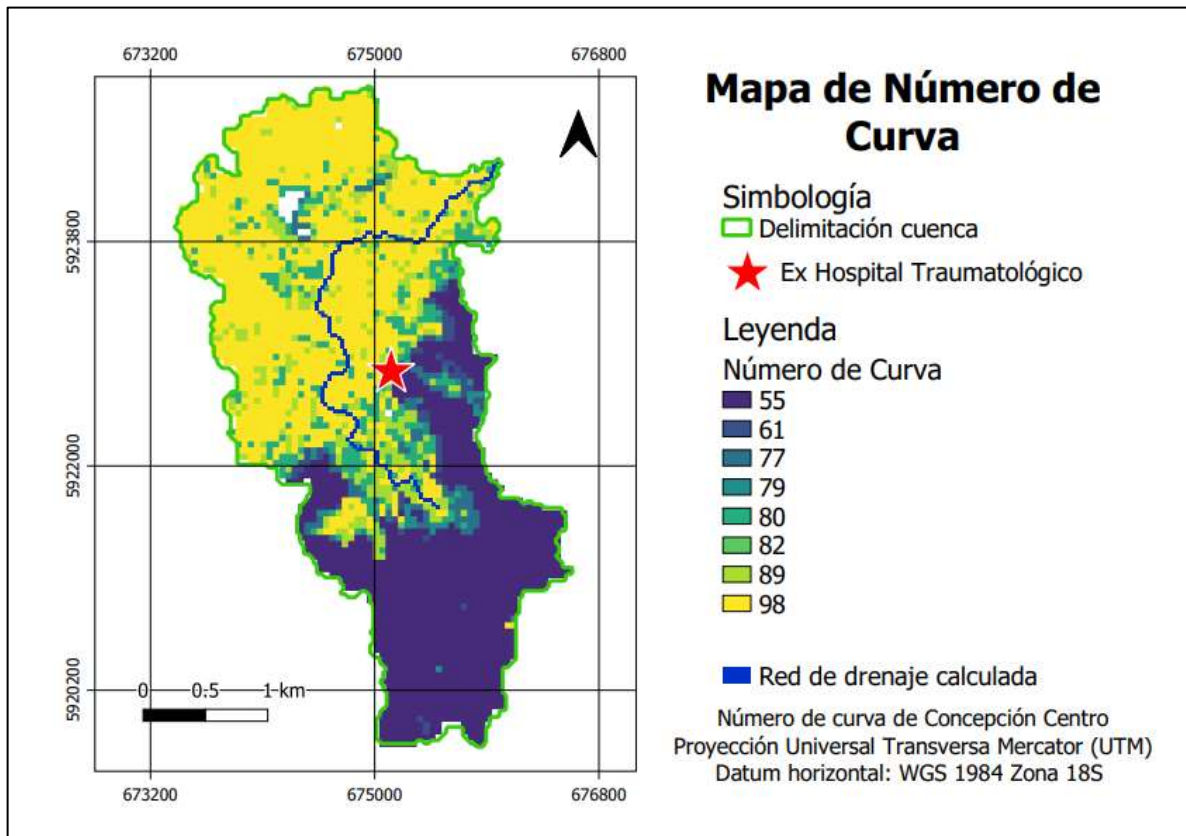 673200 675000 676800
5923800
5922000
5920200
0 0.5 1 km
673200 675000 676800
Mapa de Número de
Curva
Simbología
Delimitación cuenca
Ex Hospital Traumatológico
Leyenda
Número de Curva
55
61
77
79
80
82
89
98
Red de drenaje calculada
Número de curva de Concepción Centro
Proyección Universal Transversa Mercator (UTM)
Datum horizontal: WGS 1984 Zona 18S